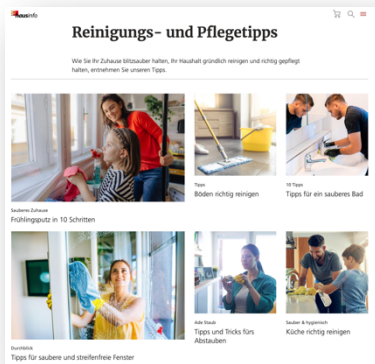 hausinfo
Reinigungs- und Pflegetipps
Wie Sie Ihr Zuhause blitzsauber halten, Ihr Haushalt gründlich reinigen und richtig gepflegt
halten, entnehmen Sie unseren Tipps.
Sauberes Zuhause
Frühlingsputz in 10 Schritten
Tipps
Böden richtig reinigen
10 Tipps
Tipps für ein sauberes Bad
Durchblick
Tipps für saubere und streifenfreie Fenster
Ade Staub
Tipps und Tricks fürs
Abstauben
Sauber & hygienisch
Küche richtig reinigen